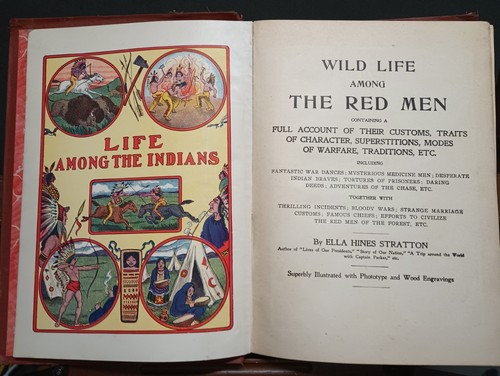 LIFE
AMONG THE INDIANS
WILD LIFE
AMONG
THE RED MEN
CONTAINING A
FULL ACCOUNT OF THEIR CUSTOMS, TRAITS
OF CHARACTER, SUPERSTITIONS, MODES
OF WARFARE, TRADITIONS, ETC.
INCLUDING
FANTASTIC WAR DANCES; MYSTERIOUS MEDICINE MEN; DESPERATE
INDIAN BRAVES; TORTURES OF PRISONERS; DARING
DEEDS; ADVENTURES OF THE CHASE, ETC.
TOGETHER WITH
THRILLING INCIDENTS; BLOODY WARS; STRANGE MARRIAGE
CUSTOMS; FAMOUS CHIEFS; EFFORTS TO CIVILIZE
THE RED MEN OF THE FOREST, ETC.
By ELLA HINES STRATTON
Author of "Lives of Our Presidents," "Story of Our Nation," "A Trip around the World
with Captain Parker," etc.
Superbly Illustrated with Phototype and Wood Engravings